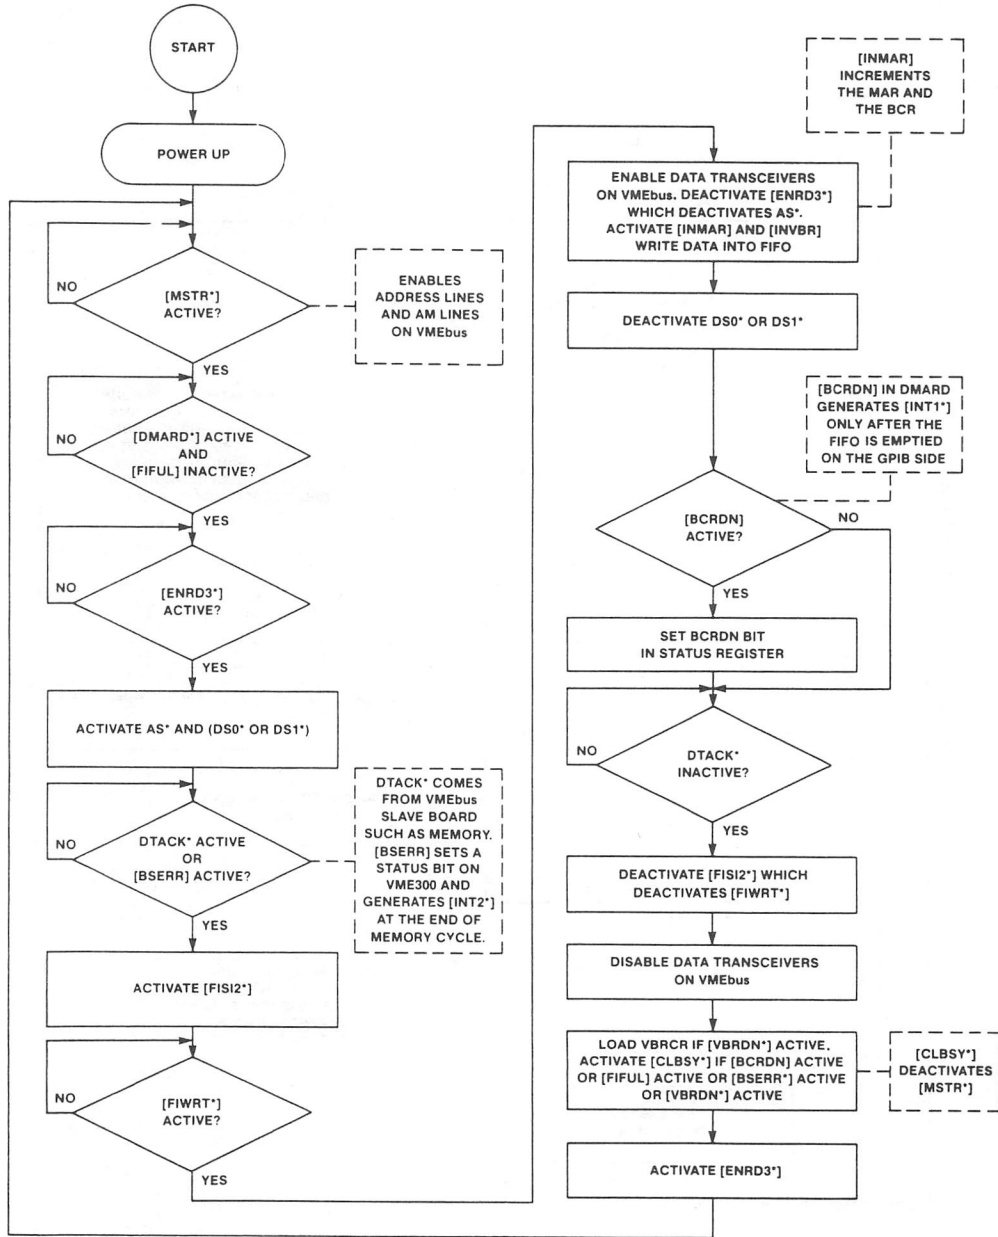 START
POWER UP
[MSTR*]
ACTIVE?
NO
YES
ENABLES
ADDRESS LINES
AND AM LINES
ON VMEbus
[DMARD*] ACTIVE
AND
[FIFUL] INACTIVE?
NO
YES
[ENRD3*]
ACTIVE?
NO
YES
ACTIVATE AS* AND (DS0* OR DS1*)
DTACK* ACTIVE
OR
[BSERR] ACTIVE?
NO
YES
DTACK* COMES
FROM VMEbus
SLAVE BOARD
SUCH AS MEMORY.
[BSERR] SETS A
STATUS BIT ON
VME300 AND
GENERATES [INT2*]
AT THE END OF
MEMORY CYCLE.
ACTIVATE [FISI2*]
[FIWRT*]
ACTIVE?
NO
YES
[INMAR]
INCREMENTS
THE MAR AND
THE BCR
ENABLE DATA TRANSCEIVERS
ON VMEbus. DEACTIVATE [ENRD3*]
WHICH DEACTIVATES AS*.
ACTIVATE [INMAR] AND [INVBR]
WRITE DATA INTO FIFO
DEACTIVATE DS0* OR DS1*
[BCRDN] IN DMARD
GENERATES [INT1*]
ONLY AFTER THE
FIFO IS EMPTIED
ON THE GPIB SIDE
[BCRDN]
ACTIVE?
NO
YES
SET BCRDN BIT
IN STATUS REGISTER
DTACK*
INACTIVE?
NO
YES
DEACTIVATE [FISI2*] WHICH
DEACTIVATES [FIWRT*]
DISABLE DATA TRANSCEIVERS
ON VMEbus
LOAD VBRCR IF [VBRDN*] ACTIVE.
ACTIVATE [CLBSY*] IF [BCRDN] ACTIVE
OR [FIFUL] ACTIVE OR [BSERR*] ACTIVE
OR [VBRDN*] ACTIVE
[CLBSY*]
DEACTIVATES
[MSTR*]
ACTIVATE [ENRD3*]